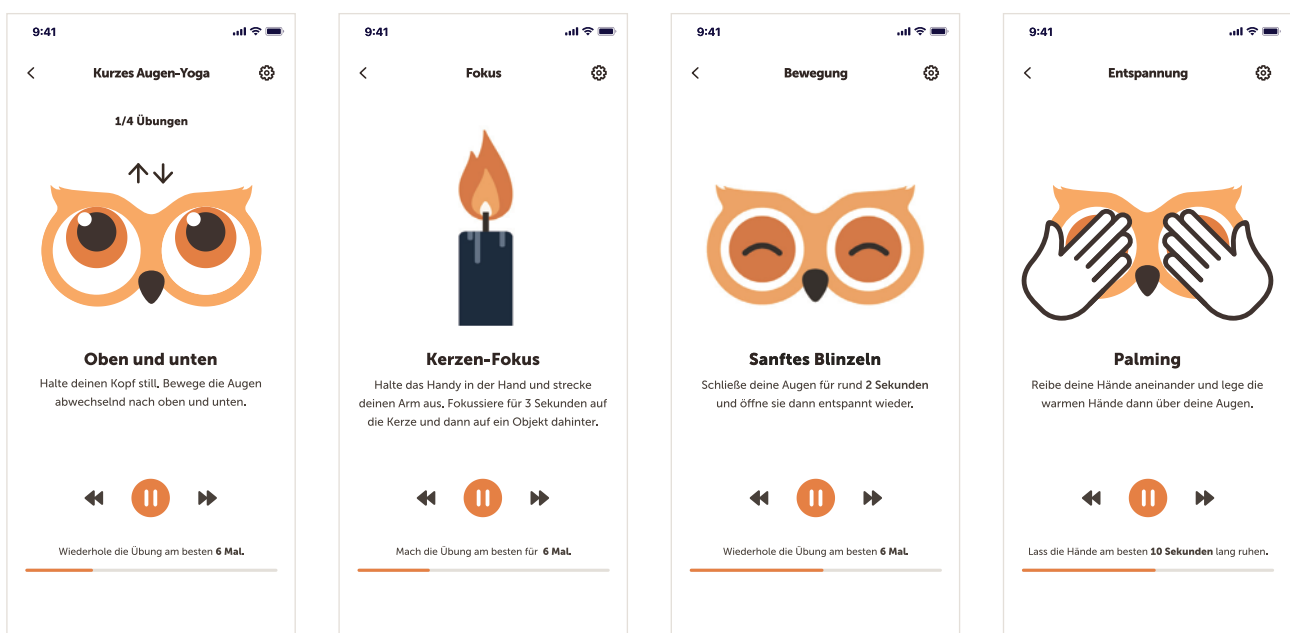 9:41
Kurzes Augen-Yoga
1/4 Übungen
Oben und unten
Halte deinen Kopf still. Bewege die Augen
abwechselnd nach oben und unten.
Wiederhole die Übung am besten 6 Mal.
9:41
Fokus
Kerzen-Fokus
Halte das Handy in der Hand und strecke
deinen Arm aus. Fokussiere für 3 Sekunden auf
die Kerze und dann auf ein Objekt dahinter.
Mach die Übung am besten für 6 Mal.
9:41
Bewegung
Sanftes Blinzeln
Schließe deine Augen für rund 2 Sekunden
und öffne sie dann entspannt wieder.
Wiederhole die Übung am besten 6 Mal.
9:41
Entspannung
Palming
Reibe deine Hände aneinander und lege die
warmen Hände dann über deine Augen.
Lass die Hände am besten 10 Sekunden lang ruhen.